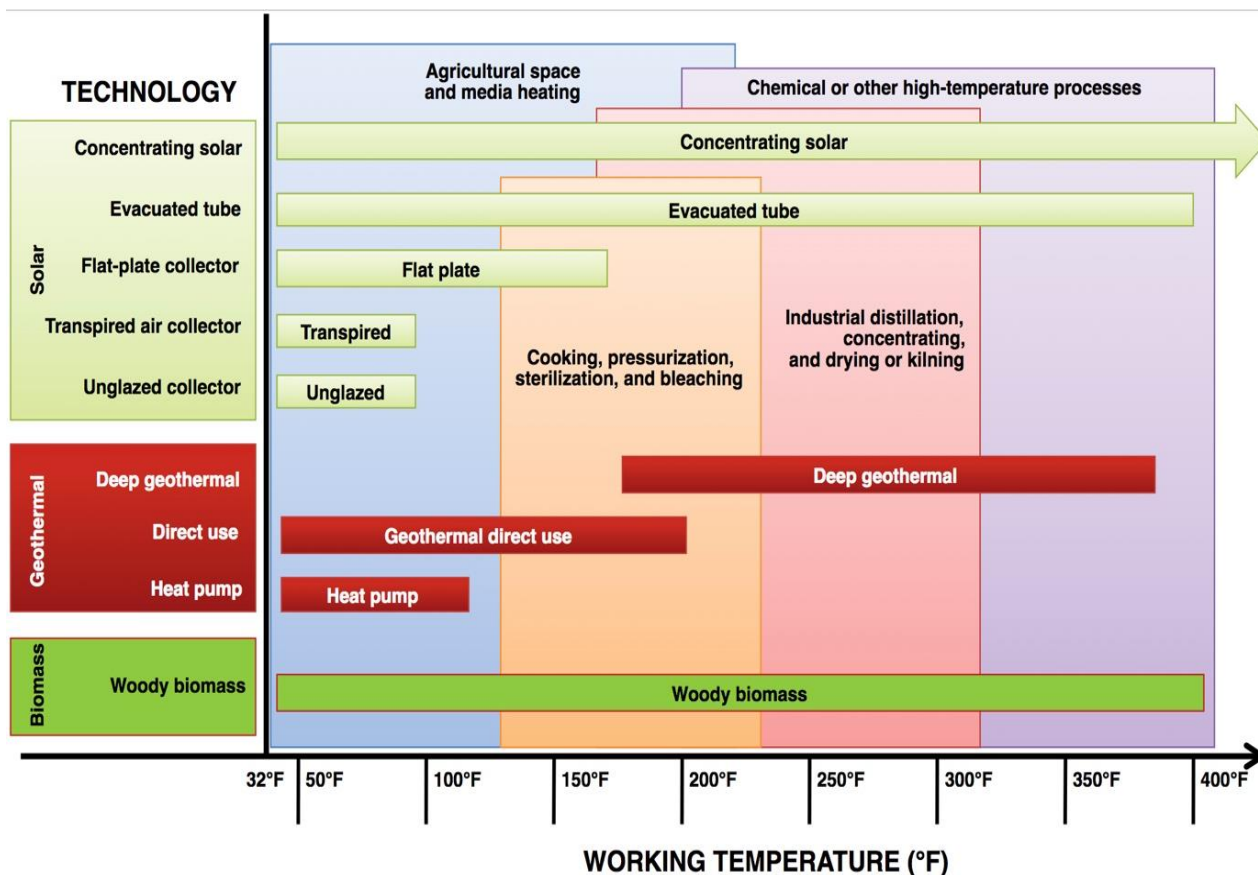 TECHNOLOGY
Agricultural space
and media heating
Chemical or other high-temperature processes
Solar
Concentrating solar
Concentrating solar
Evacuated tube
Evacuated tube
Flat-plate collector
Flat plate
Transpired air collector
Transpired
Unglazed collector
Unglazed
Cooking, pressurization,
sterilization, and bleaching
Industrial distillation,
concentrating,
and drying or kilning
Geothermal
Deep geothermal
Deep geothermal
Direct use
Geothermal direct use
Heat pump
Heat pump
Biomass
Woody biomass
Woody biomass
32°F 50°F 100°F 150°F 200°F 250°F 300°F 350°F 400°F
WORKING TEMPERATURE (°F)